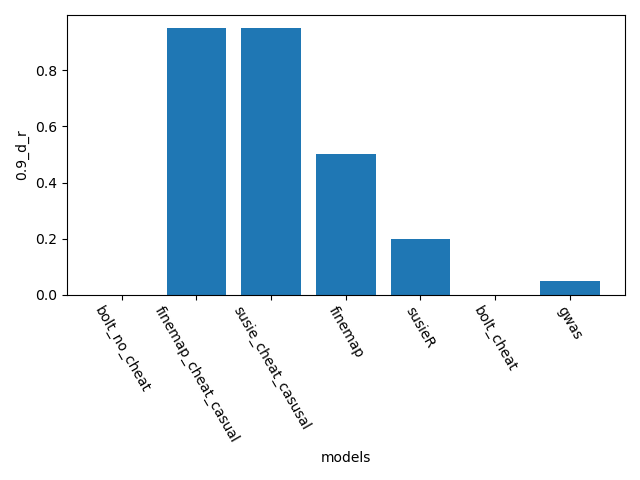 0.8
0.6
0.4
0.2
0.0
0.9_d_r
bolt_no_cheat
finemap_cheat_casual
susie_cheat_casusal
finemap
susieR
bolt_cheat
gwas
models